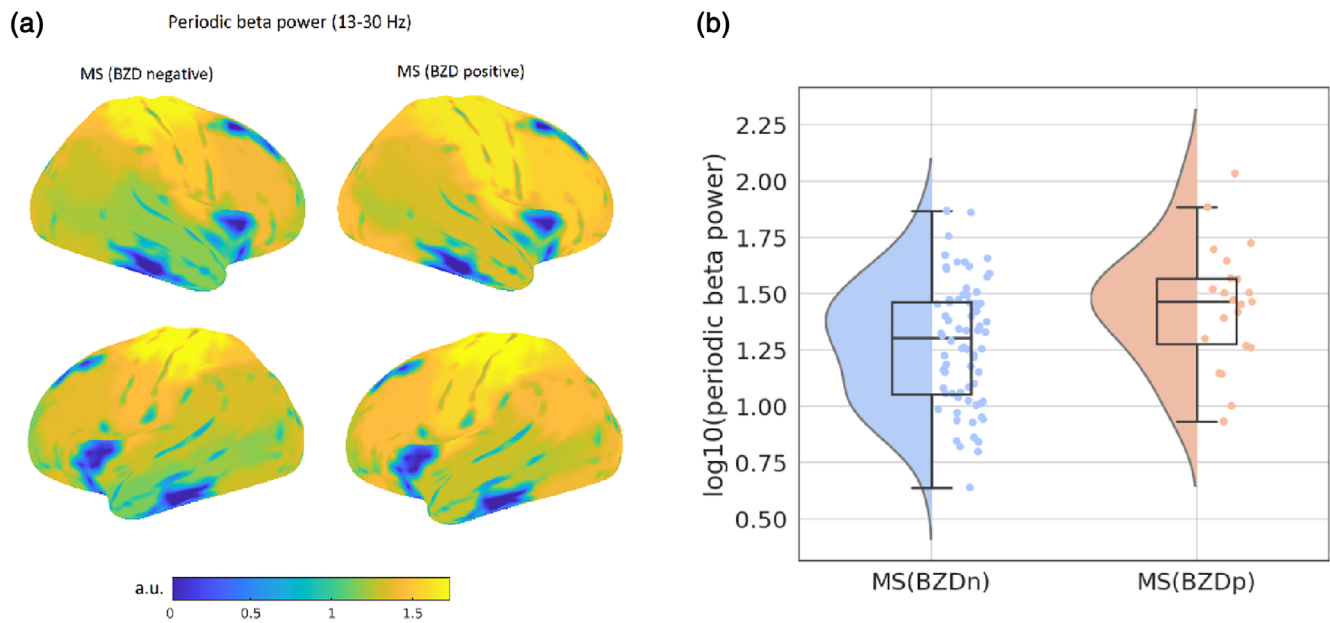 (a)
Periodic beta power (13-30 Hz)
MS (BZD negative)
MS (BZD positive)
a.u.
0
0.5
1
1.5
(b)
log10(periodic beta power)
2.25
2.00
1.75
1.50
1.25
1.00
0.75
0.50
MS(BZDn)
MS(BZDp)